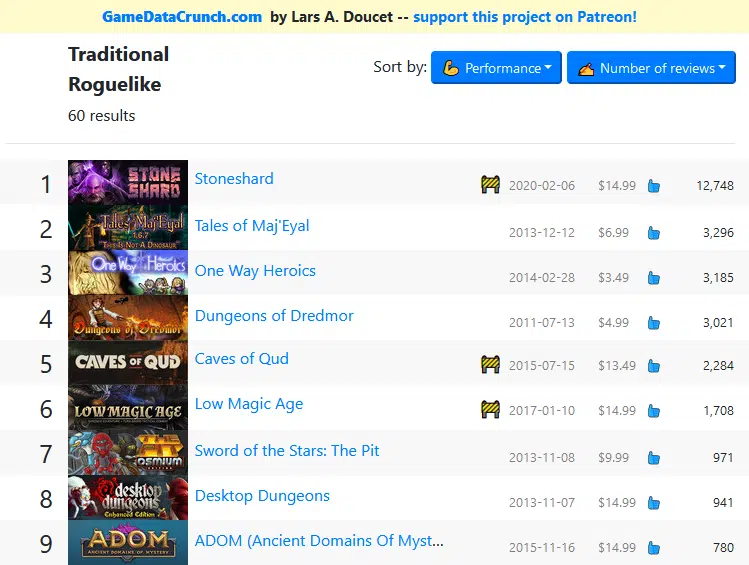 GameDataCrunch.com by Lars A. Doucet -- support this project on Patreon!
Traditional
Roguelike
60 results
Sort by: Performance Number of reviews
1 STONE SHARD Stoneshard 2020-02-06 $14.99 12,748
2 Tales of Maj'Eyal 1.6.7 THIS IS NOT A DINOSAUR Tales of Maj'Eyal 2013-12-12 $6.99 3,296
3 One Way Heroics One Way Heroics 2014-02-28 $3.49 3,185
4 Dungeons of Dredmor Dungeons of Dredmor 2011-07-13 $4.99 3,021
5 CAVES OF QUD Caves of Qud 2015-07-15 $13.49 2,284
6 LOW MAGIC AGE Low Magic Age 2017-01-10 $14.99 1,708
7 THE PIT OSMIUM EDITION Sword of the Stars: The Pit 2013-11-08 $9.99 971
8 desktop dungeons Enhanced Edition Desktop Dungeons 2013-11-07 $14.99 941
9 ADOM ANCIENT DOMAINS OF MYSTERY ADOM (Ancient Domains Of Myst... 2015-11-16 $14.99 780